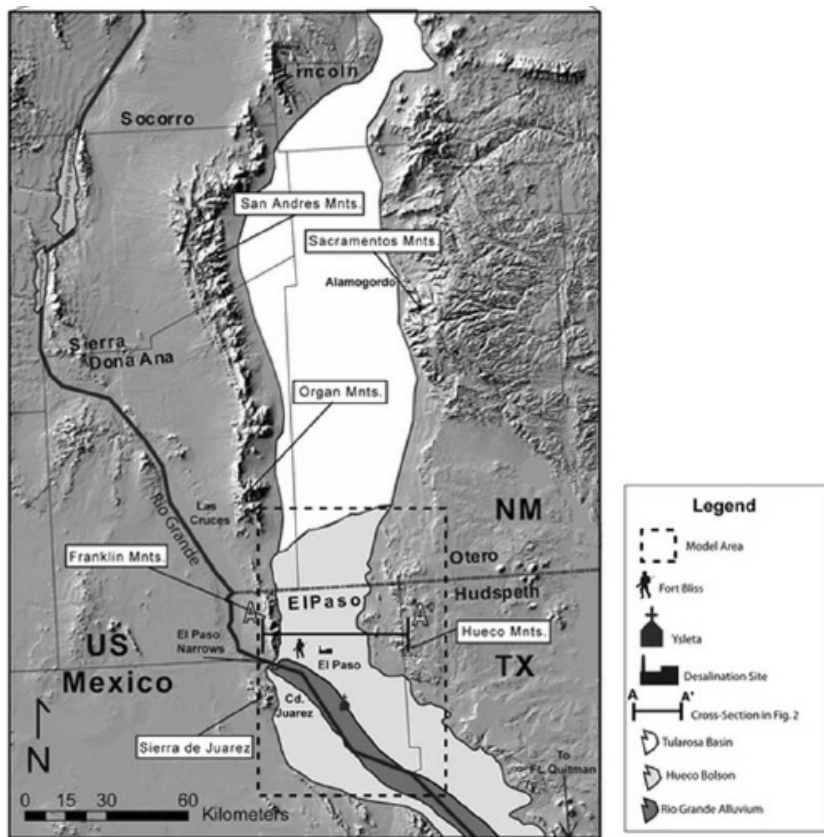 Lincoln
Socorro
San Andres Mnts.
Sacramentos Mnts.
Alamogordo
Sierra
Dona Ana
Organ Mnts.
Las
Cruces
Rio Grande
NM
Franklin Mnts.
Otero
Hudspeth
El Paso
A
A'
US
El Paso
Narrows
El Paso
Hueco Mnts.
Mexico
TX
Cd.
Juarez
N
Sierra de Juarez
To
Ft. Quitman
0 15 30 60
Kilometers
Legend
Model Area
Fort Bliss
Ysleta
Desalination Site
A A'
Cross-Section in Fig. 2
Tularosa Basin
Hueco Bolson
Rio Grande Alluvium